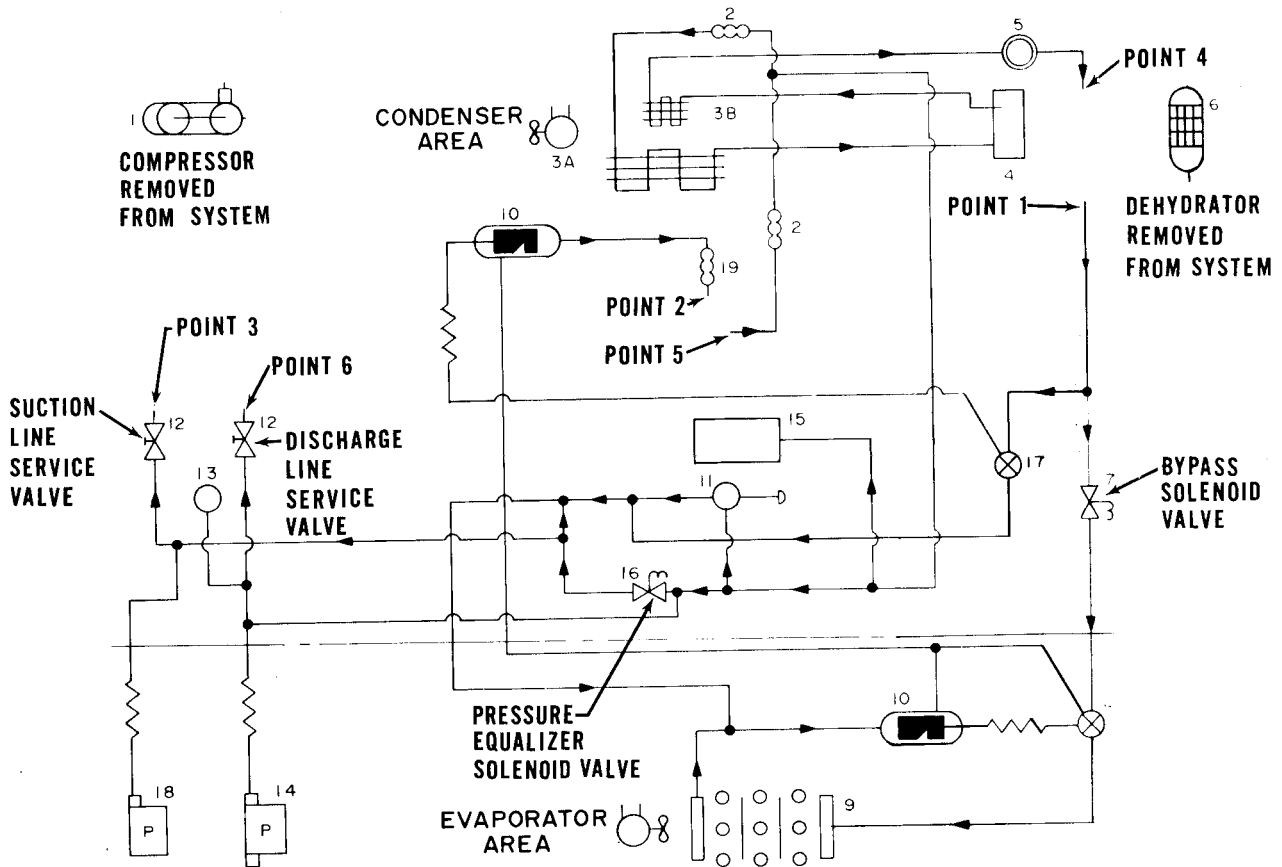 2
5
POINT 4
1
COMPRESSOR
REMOVED
FROM SYSTEM
CONDENSER
AREA
3A
3B
4
6
POINT 1
DEHYDRATOR
REMOVED
FROM SYSTEM
10
2
19
POINT 2
POINT 5
POINT 3
POINT 6
SUCTION
LINE
SERVICE
VALVE
12
12
DISCHARGE
LINE
SERVICE
VALVE
13
15
11
17
7
BYPASS
SOLENOID
VALVE
16
PRESSURE
EQUALIZER
SOLENOID VALVE
10
18
P
14
P
EVAPORATOR
AREA
9